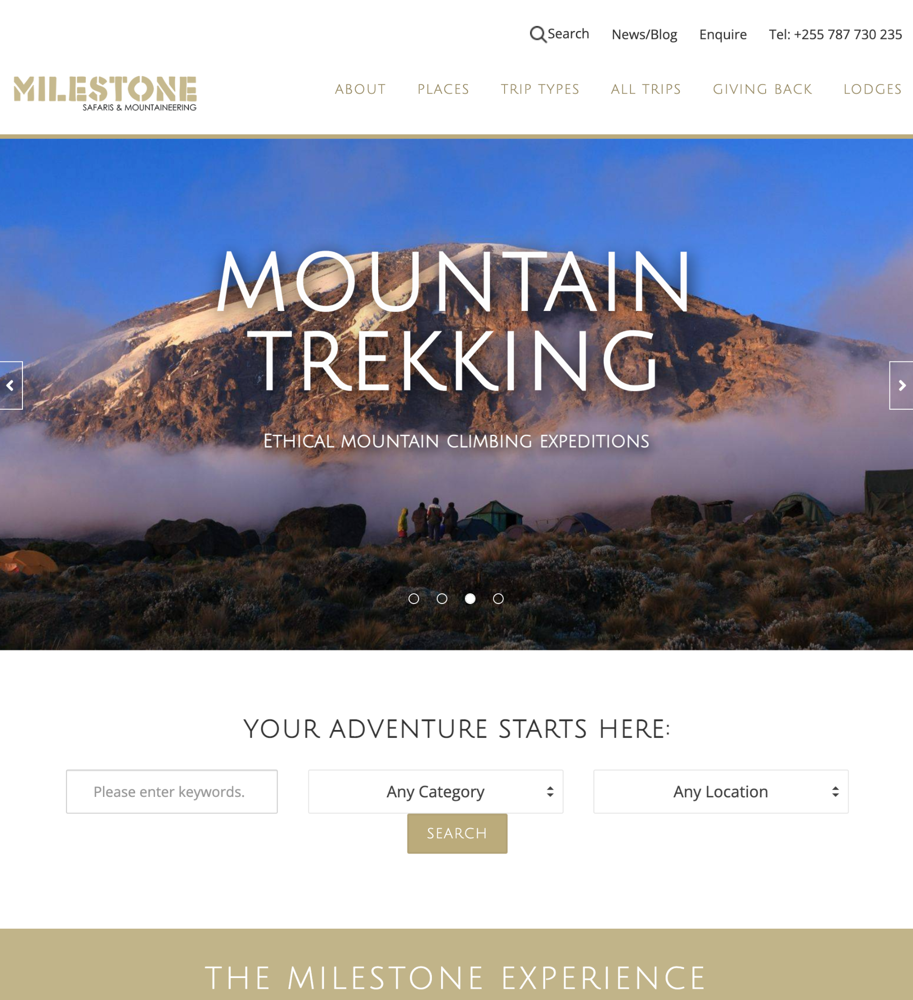 Search News/Blog Enquire Tel: +255 787 730 235
MILESTONE
SAFARIS & MOUNTAINEERING
ABOUT PLACES TRIP TYPES ALL TRIPS GIVING BACK LODGES
MOUNTAIN
TREKKING
ETHICAL MOUNTAIN CLIMBING EXPEDITIONS
YOUR ADVENTURE STARTS HERE:
Please enter keywords. Any Category Any Location
SEARCH
THE MILESTONE EXPERIENCE